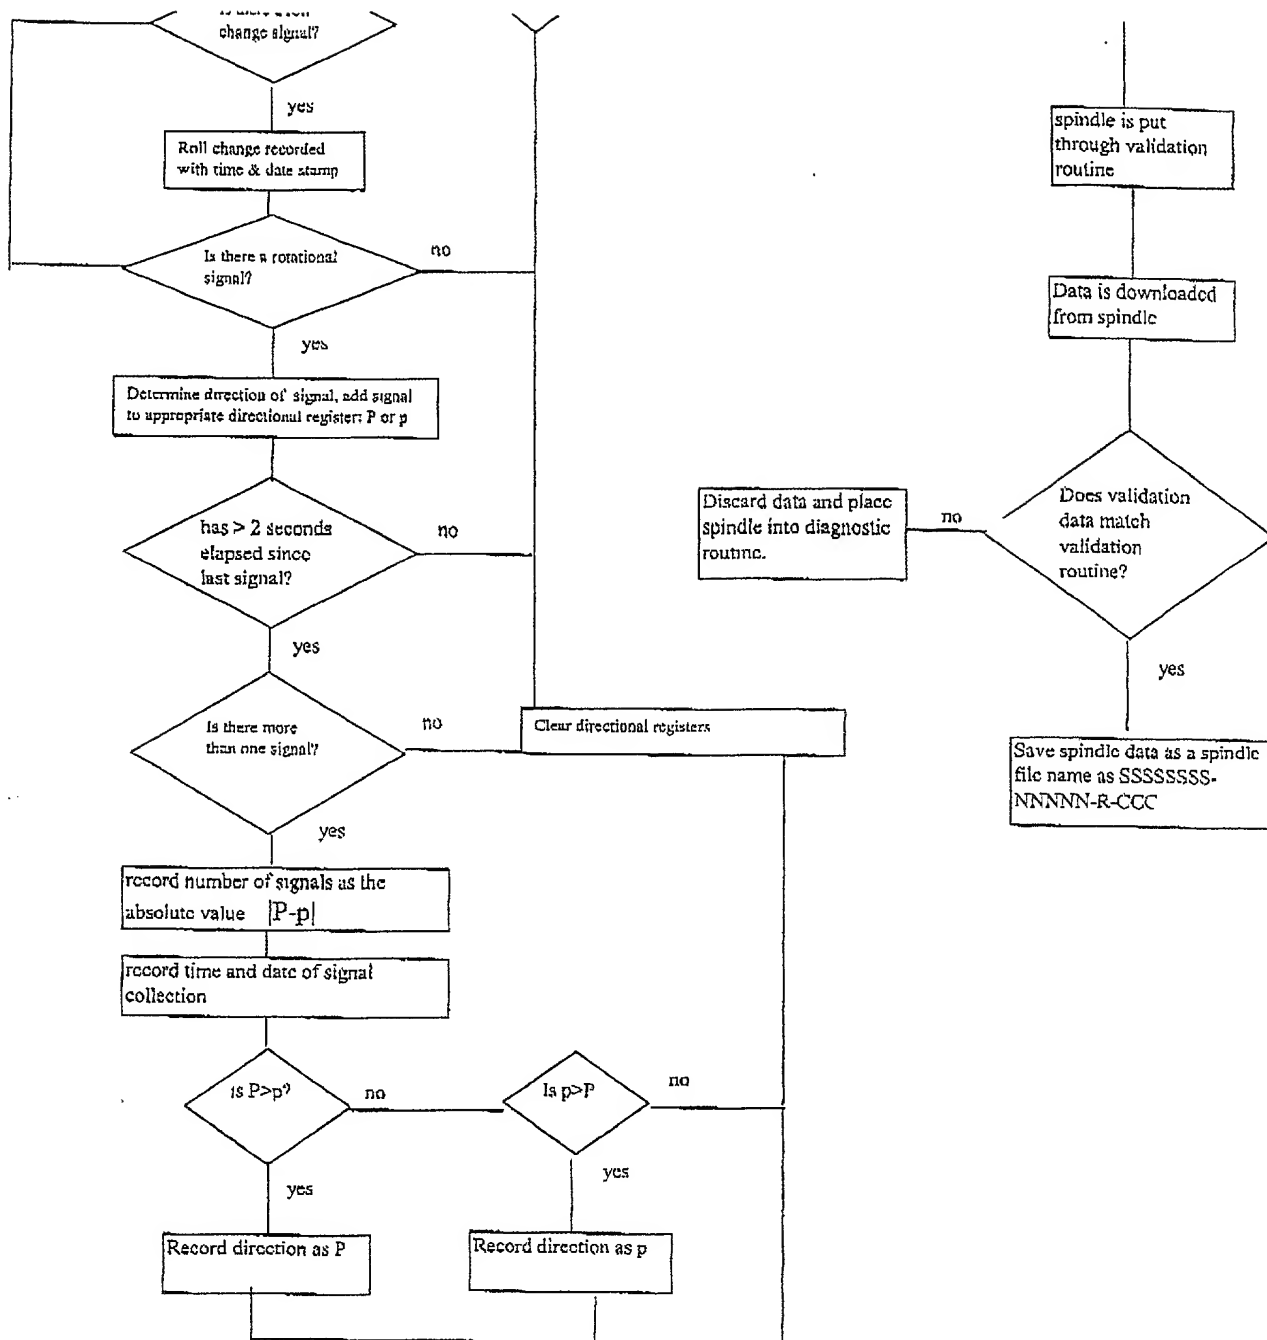 change signal?
yes
Roll change recorded
with time & date stamp
Is there a rotational
signal?
no
yes
Determine direction of signal, add signal
to appropriate directional register: P or p
has > 2 seconds
elapsed since
last signal?
no
yes
Is there more
than one signal?
no
Clear directional registers
yes
record number of signals as the
absolute value |P-p|
record time and date of signal
collection
is P>p?
no
Is p>P
no
yes
yes
Record direction as P
Record direction as p
spindle is put
through validation
routine
Data is downloaded
from spindle
Does validation
data match
validation
routine?
no
Discard data and place
spindle into diagnostic
routine.
yes
Save spindle data as a spindle
file name as SSSSSSSS-
NNNNN-R-CCC